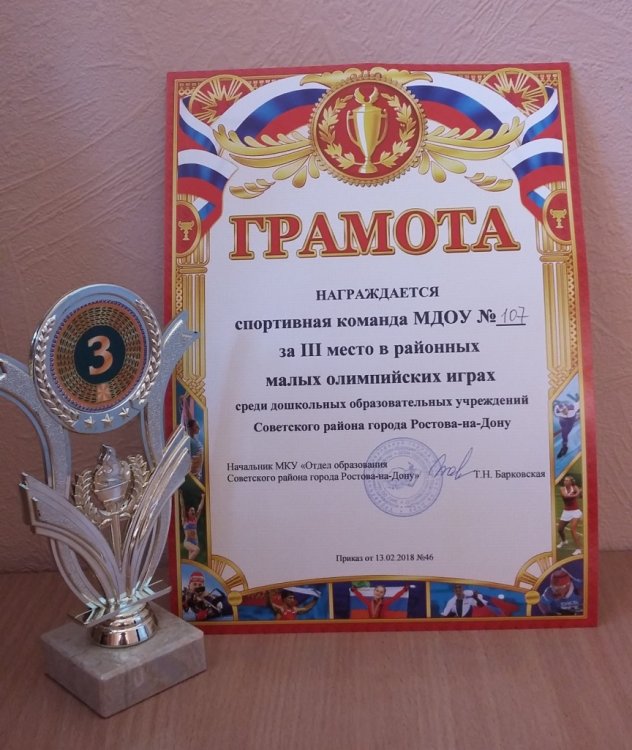 ГРАМОТА
НАГРАЖДАЕТСЯ
спортивная команда МДОУ № 107
за III место в районных
малых олимпийских играх
среди дошкольных образовательных учреждений
Советского района города Ростова-на-Дону
Начальник МКУ «Отдел образования
Советского района города Ростова-на-Дону»
Т.Н. Барковская
Приказ от 13.02.2018 №46
3